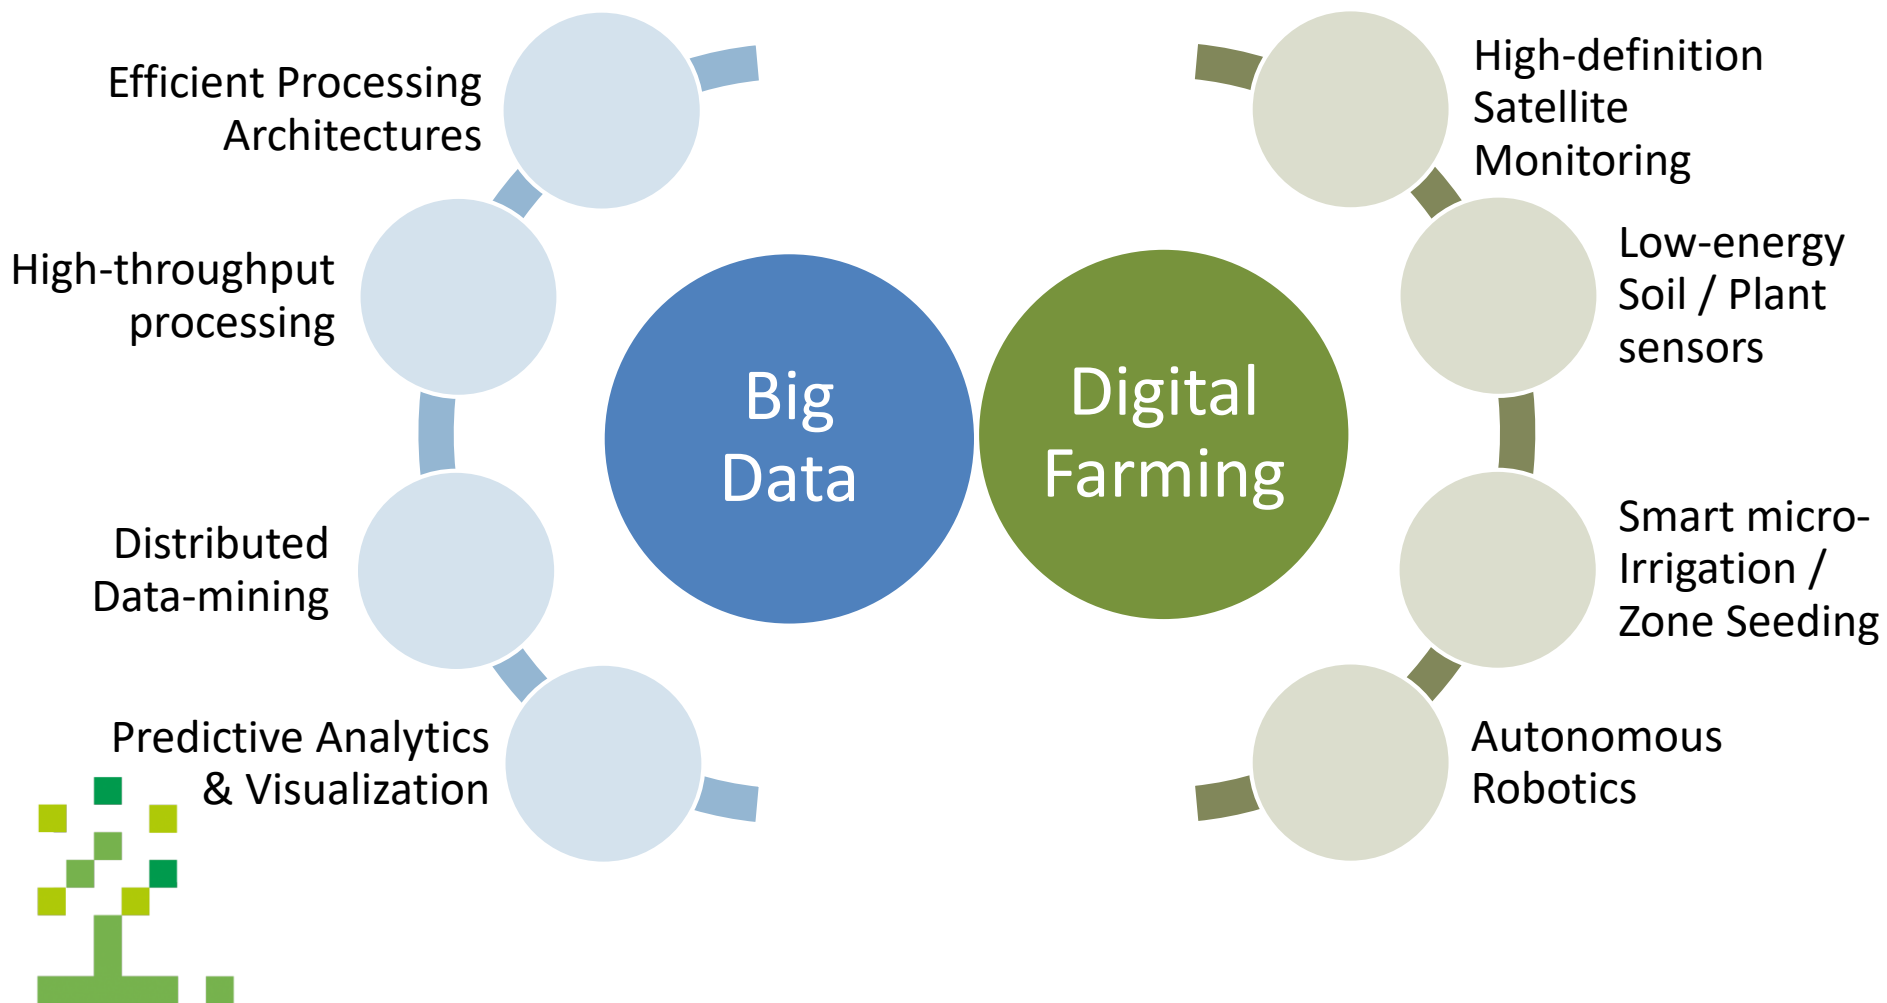 Efficient Processing
Architectures
High-throughput
processing
Distributed
Data-mining
Predictive Analytics
& Visualization
Big
Data
Digital
Farming
High-definition
Satellite
Monitoring
Low-energy
Soil / Plant
sensors
Smart micro-
Irrigation /
Zone Seeding
Autonomous
Robotics